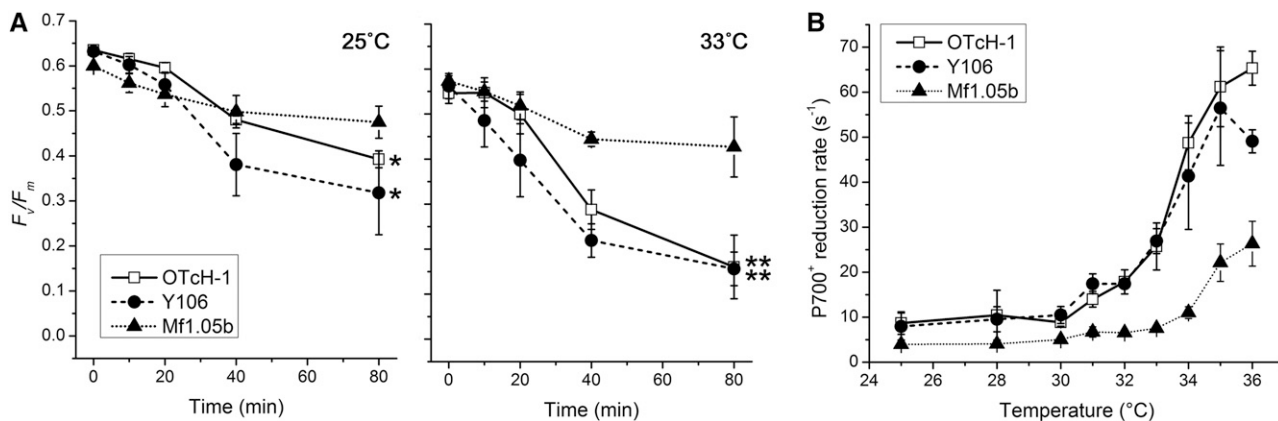 A
25°C
33°C
B
0.7
0.6
0.5
0.4
0.3
0.2
0.1
0.0
Fv/Fm
*
*
**
**
OTcH-1
Y106
Mf1.05b
0 20 40 60 80
Time (min)
0 20 40 60 80
Time (min)
OTcH-1
Y106
Mf1.05b
70
60
50
40
30
20
10
0
P700+ reduction rate (s-1)
24 26 28 30 32 34 36
Temperature (°C)